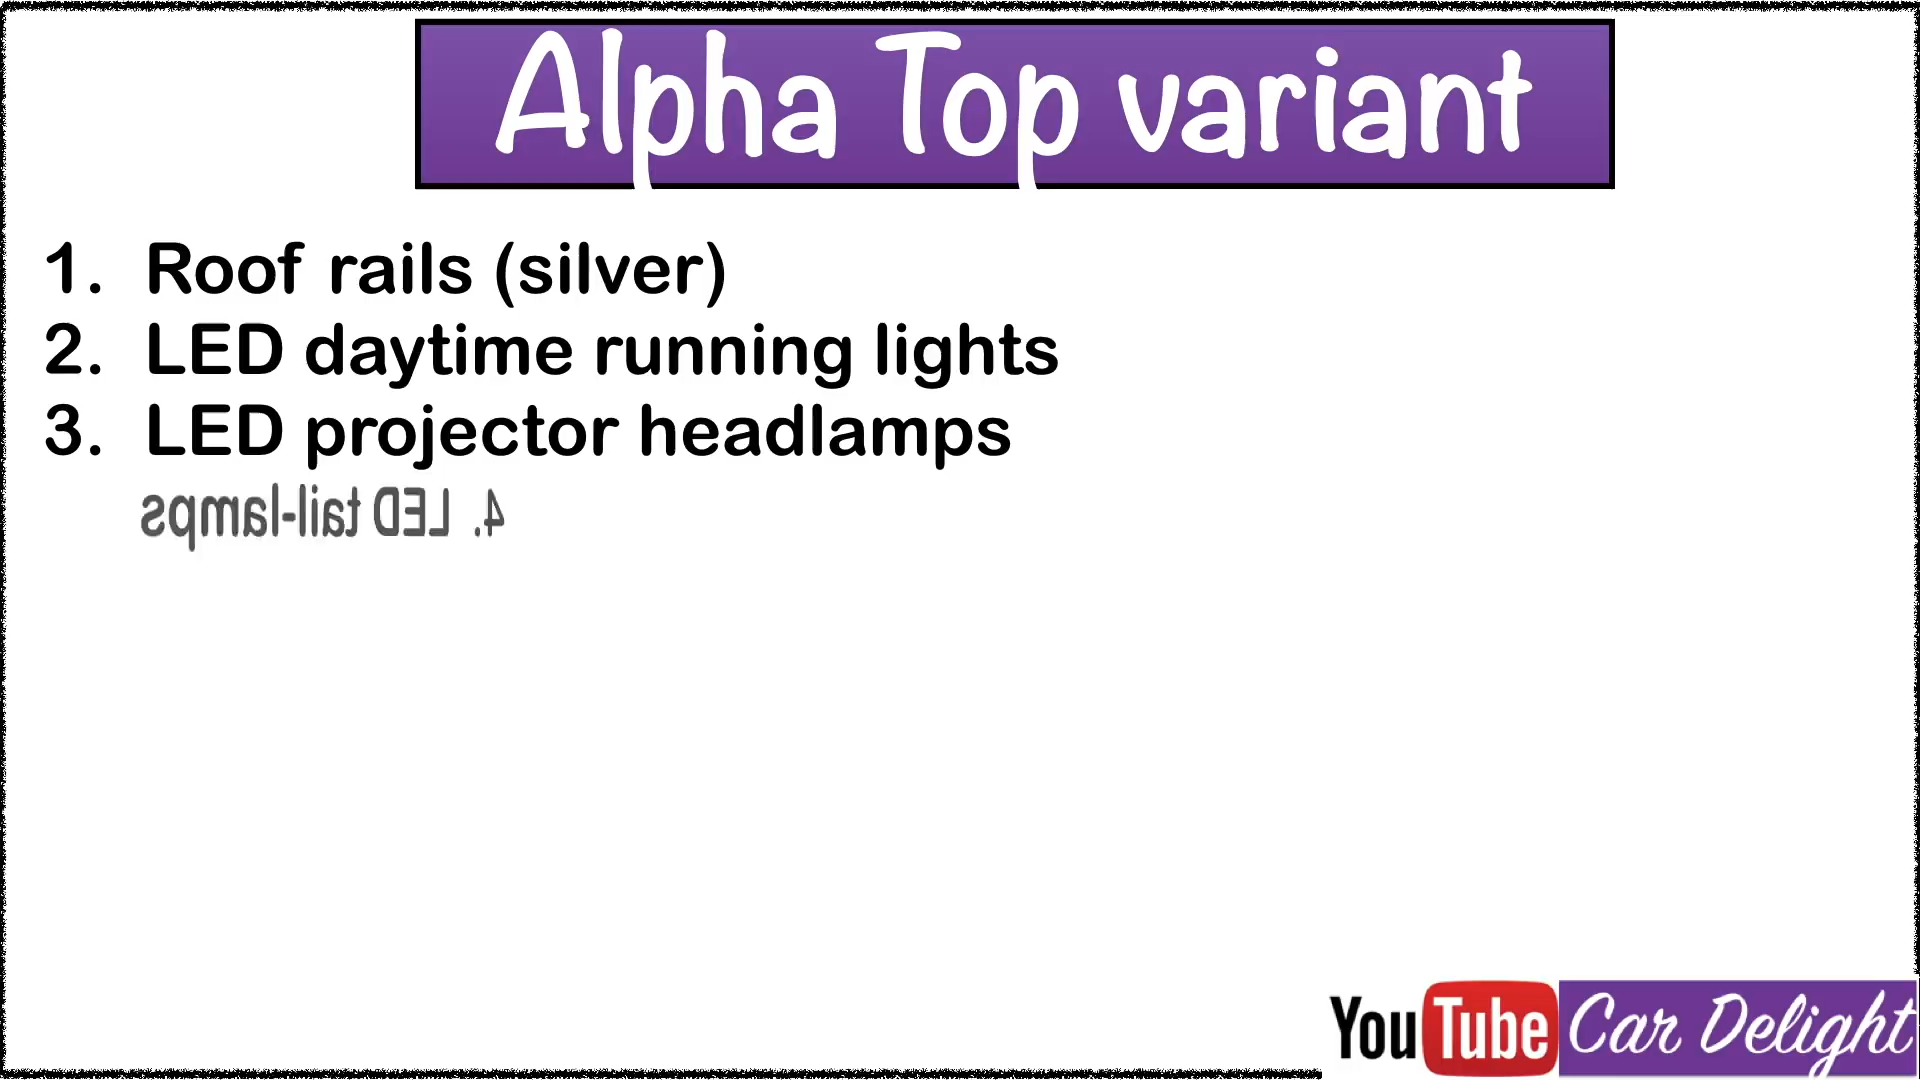 Alpha Top variant
1. Roof rails (silver)
2. LED daytime running lights
3. LED projector headlamps
4. LED tail-lamps
YouTube Car Delight